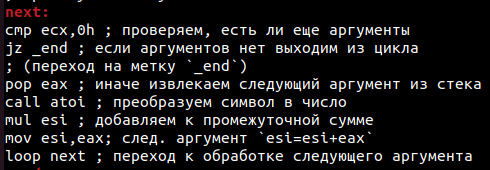 next:
cmp ecx,0h ; проверяем, есть ли еще аргументы
jz _end ; если аргументов нет выходим из цикла
; (переход на метку `_end`)
pop eax ; иначе извлекаем следующий аргумент из стека
call atoi ; преобразуем символ в число
mul esi ; добавляем к промежуточной сумме
mov esi,eax; след. аргумент `esi=esi+eax`
loop next ; переход к обработке следующего аргумента